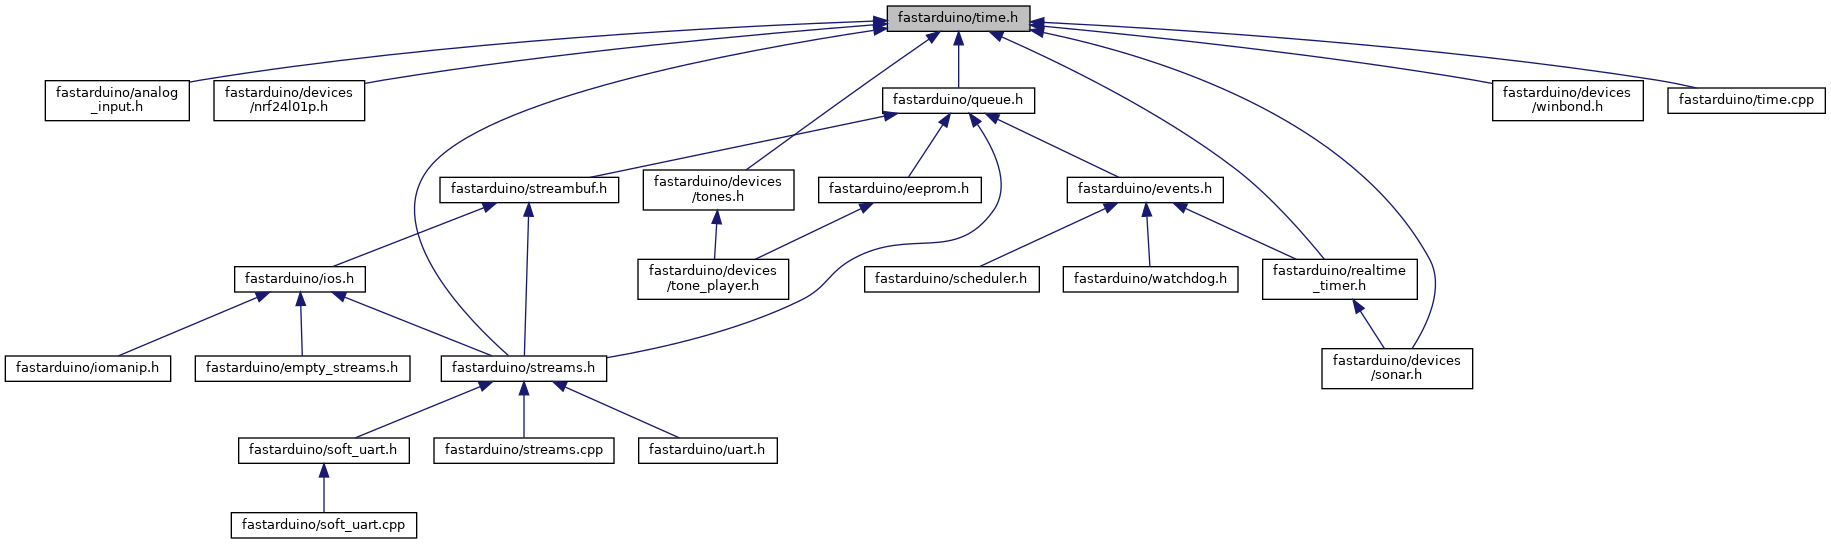 fastarduino/time.h
fastarduino/analog
_input.h
fastarduino/devices
/nrf24l01p.h
fastarduino/queue.h
fastarduino/devices
/winbond.h
fastarduino/time.cpp
fastarduino/streambuf.h
fastarduino/devices
/tones.h
fastarduino/eeprom.h
fastarduino/events.h
fastarduino/ios.h
fastarduino/devices
/tone_player.h
fastarduino/scheduler.h
fastarduino/watchdog.h
fastarduino/realtime
_timer.h
fastarduino/iomanip.h
fastarduino/empty_streams.h
fastarduino/streams.h
fastarduino/devices
/sonar.h
fastarduino/soft_uart.h
fastarduino/streams.cpp
fastarduino/uart.h
fastarduino/soft_uart.cpp